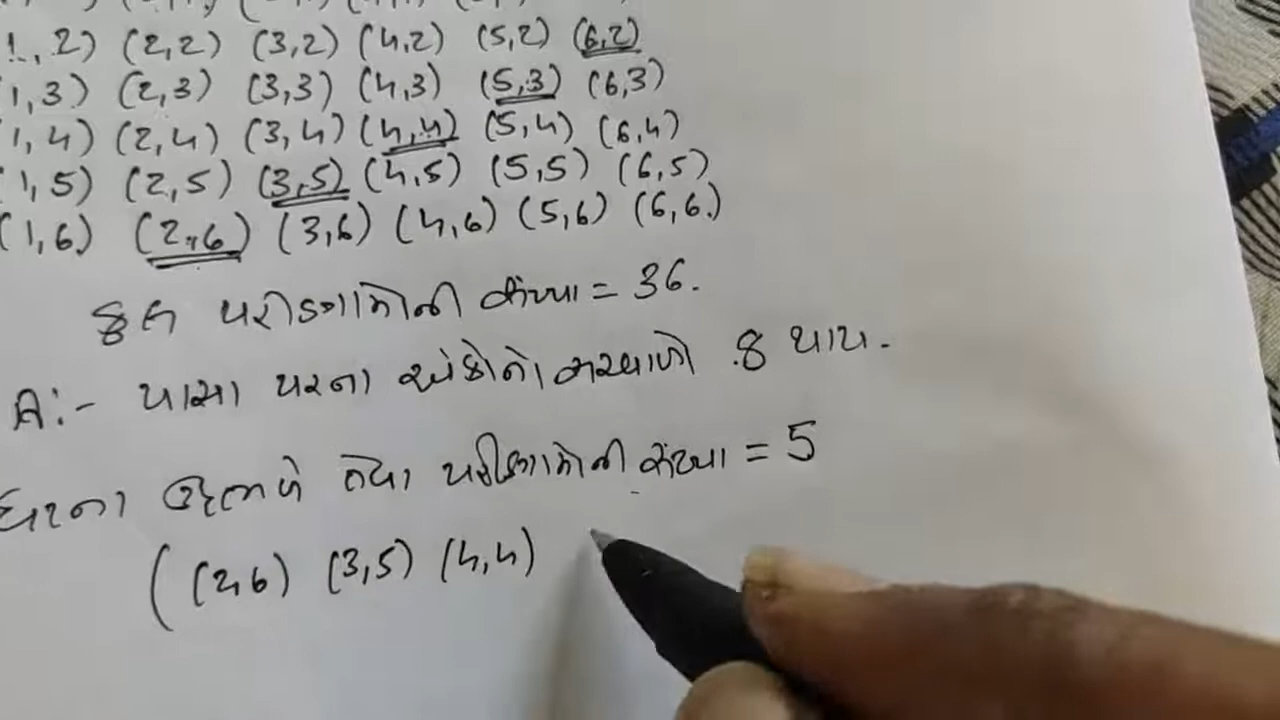 1,2) (2,2) (3,2) (4,2) (5,2) (6,2)
(1,3) (2,3) (3,3) (4,3) (5,3) (6,3)
(1,4) (2,4) (3,4) (4,4) (5,4) (6,4)
(1,5) (2,5) (3,5) (4,5) (5,5) (6,5)
(1,6) (2,6) (3,6) (4,6) (5,6) (6,6)
કુલ પરીણામોની સંખ્યા = 36.
A:- પાસા પરના અંકોનો સરવાળો 8 થાય.
ઘટના ઉદ્દભવે તેવા પરીણામોની સંખ્યા = 5
( (2,6) (3,5) (4,4)